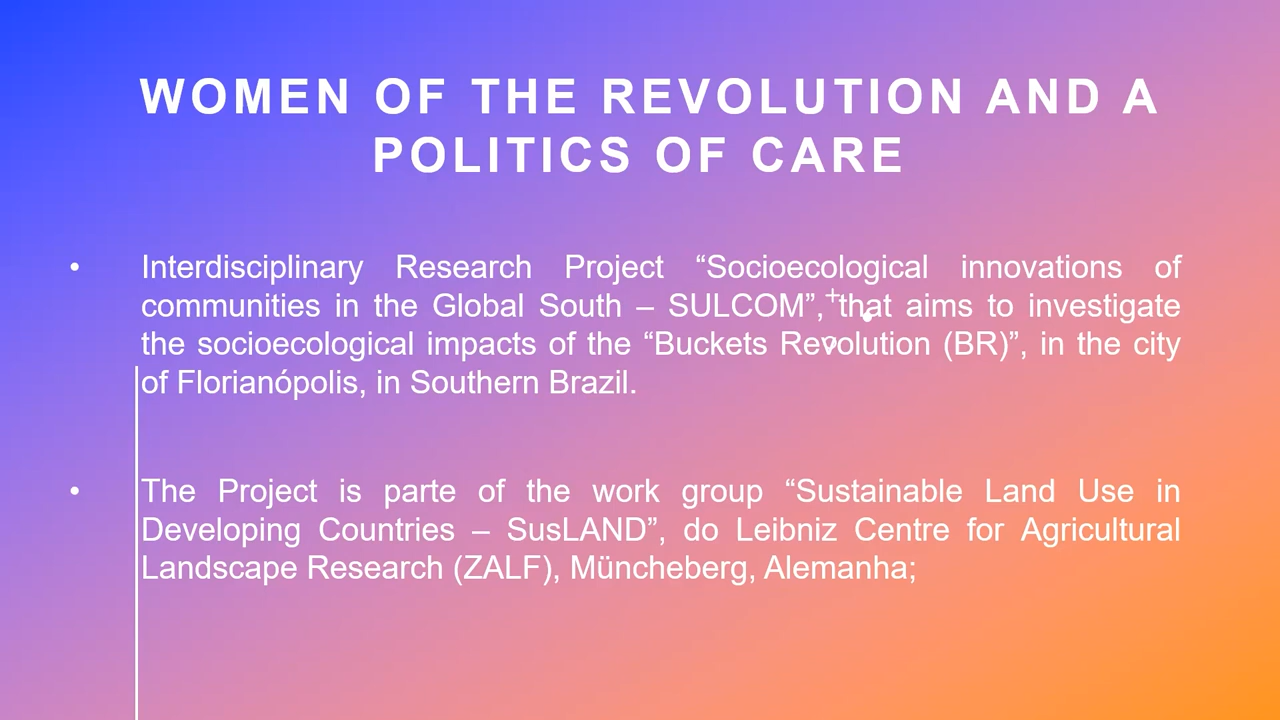 WOMEN OF THE REVOLUTION AND A
POLITICS OF CARE
• Interdisciplinary Research Project “Socioecological innovations of
communities in the Global South – SULCOM”, that aims to investigate
the socioecological impacts of the “Buckets Revolution (BR)”, in the city
of Florianópolis, in Southern Brazil.
• The Project is parte of the work group “Sustainable Land Use in
Developing Countries – SusLAND”, do Leibniz Centre for Agricultural
Landscape Research (ZALF), Müncheberg, Alemanha;